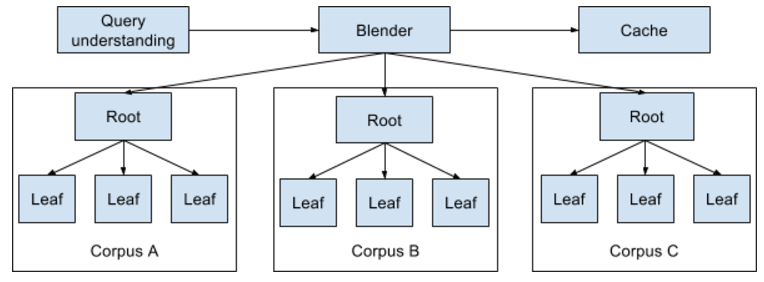 Query
understanding
Blender
Cache
Root
Leaf
Leaf
Leaf
Corpus A
Root
Leaf
Leaf
Leaf
Corpus B
Root
Leaf
Leaf
Leaf
Corpus C